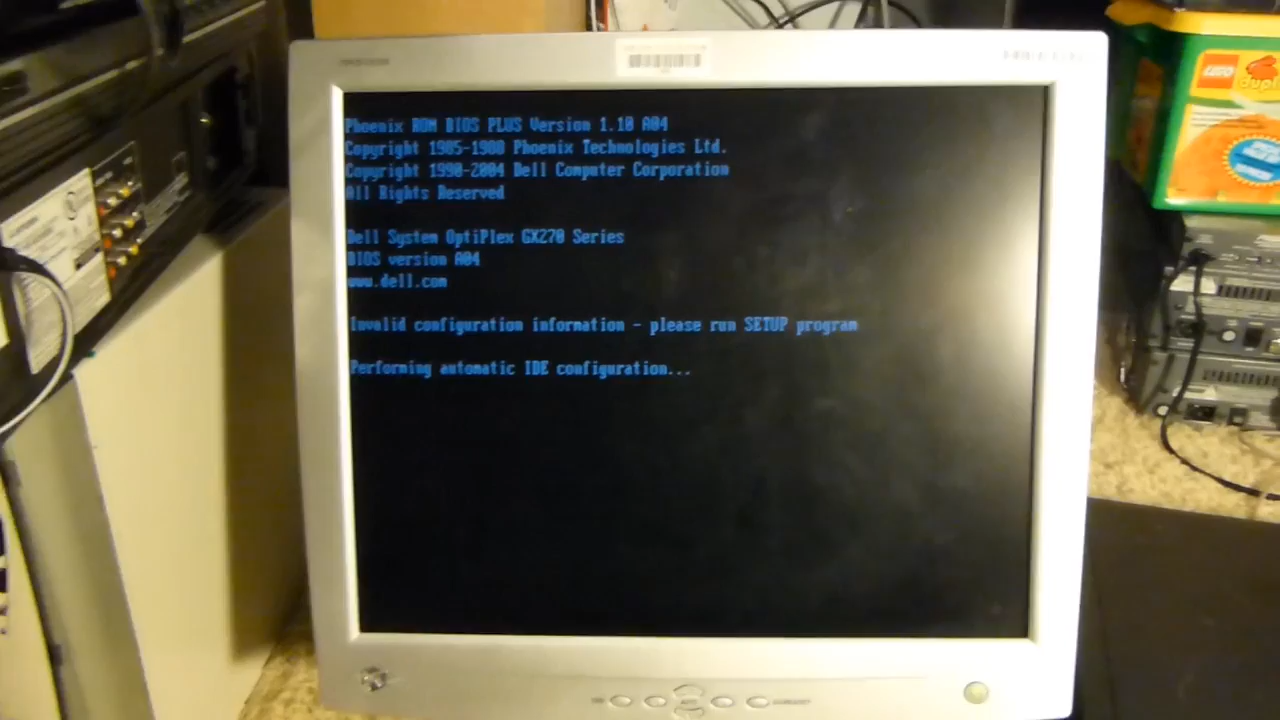 Phoenix ROM BIOS PLUS Version 1.10 A04
Copyright 1985-1988 Phoenix Technologies Ltd.
Copyright 1990-2004 Dell Computer Corporation
All Rights Reserved
Dell System OptiPlex GX270 Series
BIOS version A04
www.dell.com
Invalid configuration information - please run SETUP program
Performing automatic IDE configuration...
LEGO
duplo